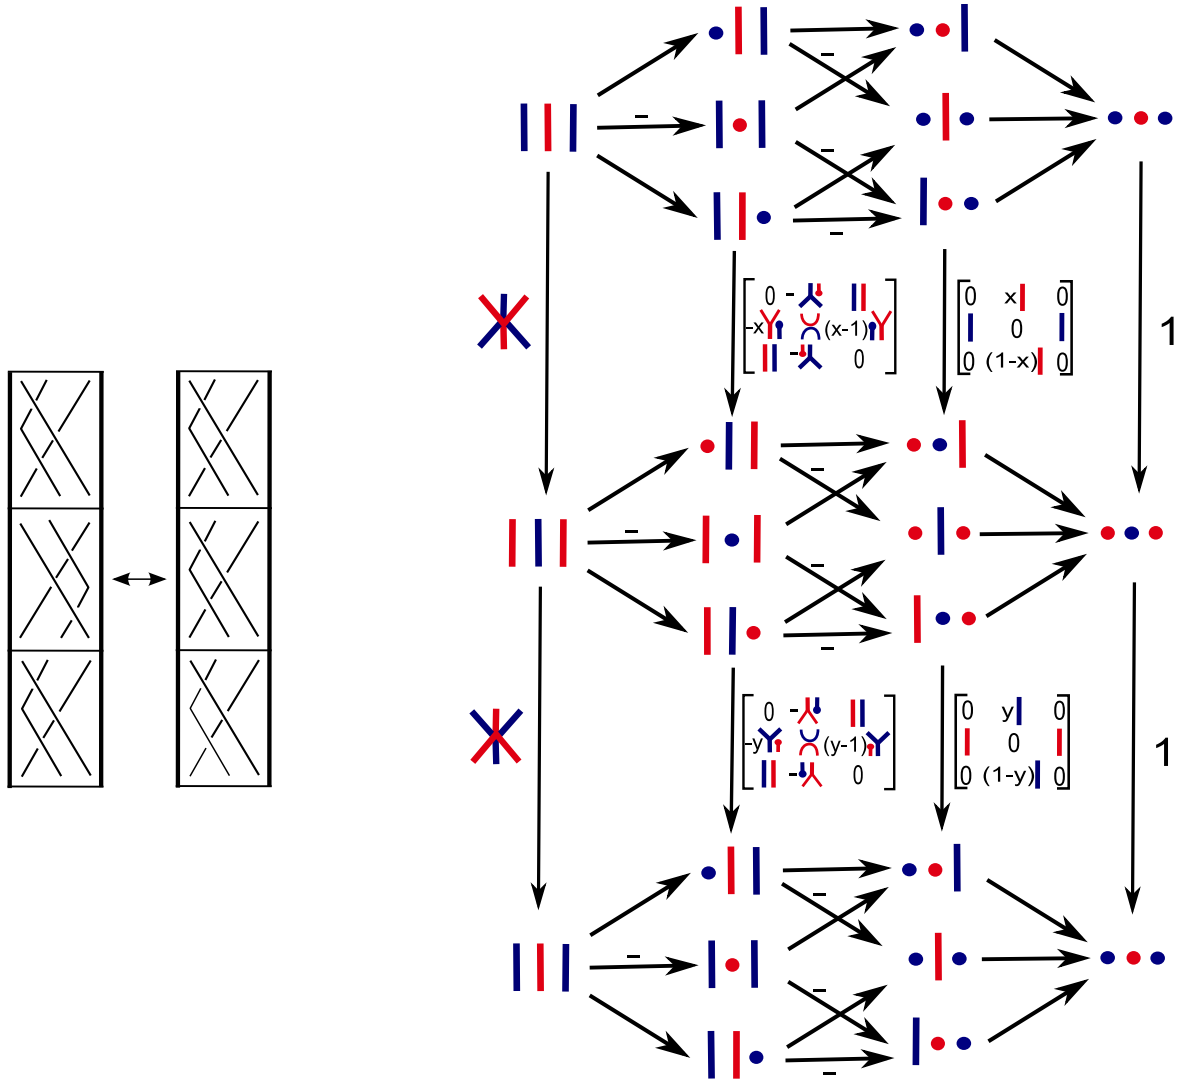 – –
– –
–
0 – 0 x 0
-x (x-1) 0 1
– 0 0 (1-x) 0
– –
– –
–
0 – 0 y 0
-y (y-1) 0 1
– 0 0 (1-y) 0
– –
– –
–